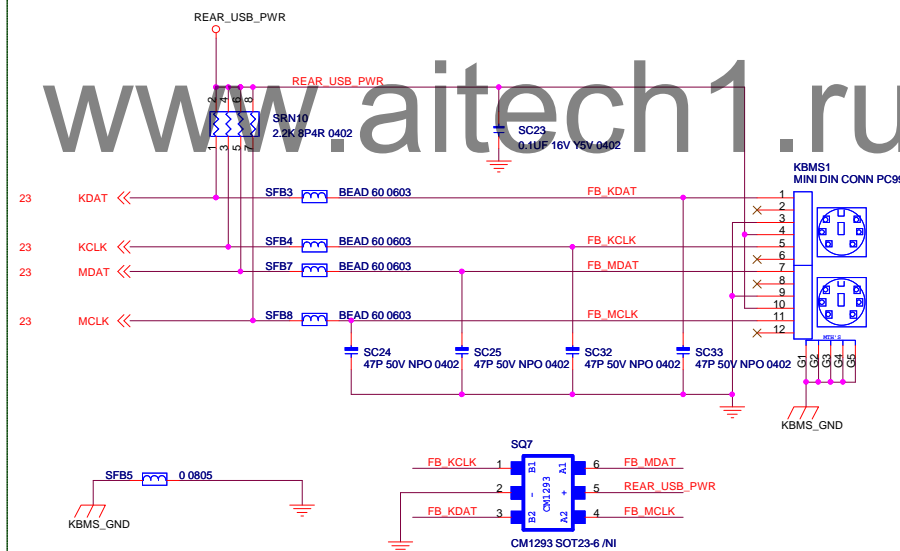 REAR_USB_PWR
www.aitech1.ru
REAR_USB_PWR
2 4 6 8
SRN10
2.2K 8P4R 0402
1 3 5 7
SC23
0.1UF 16V Y5V 0402
KBMS1
MINI DIN CONN PC99
23 KDAT SFB3 BEAD 60 0603 FB_KDAT 1
2
3
4
23 KCLK SFB4 BEAD 60 0603 FB_KCLK 5
6
23 MDAT SFB7 BEAD 60 0603 FB_MDAT 7
8
9
10
23 MCLK SFB8 BEAD 60 0603 FB_MCLK 11
12
SC24
47P 50V NPO 0402
SC25
47P 50V NPO 0402
SC32
47P 50V NPO 0402
SC33
47P 50V NPO 0402
G1 G2 G3 G4 G5
KBMS_GND
SFB5 0 0805
KBMS_GND
SQ7
FB_KCLK 1 B1 A1 6 FB_MDAT
2 - CM1293 + 5 REAR_USB_PWR
FB_KDAT 3 B2 A2 4 FB_MCLK
CM1293 SOT23-6 /NI